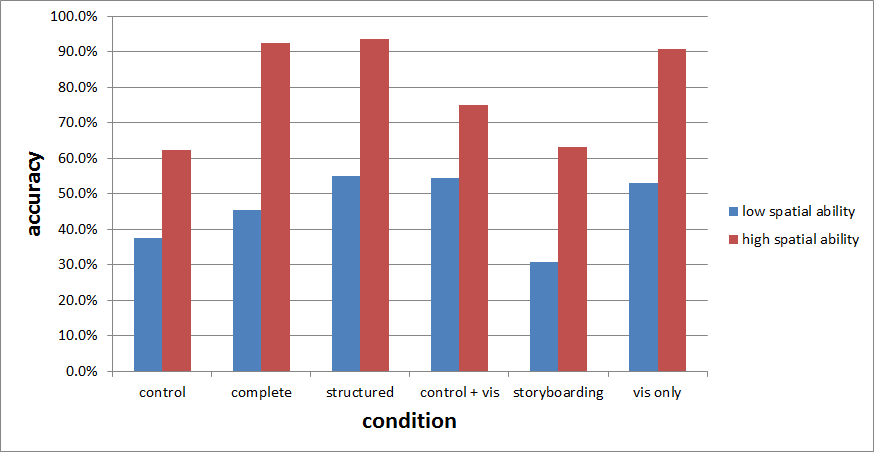 100.0%
90.0%
80.0%
70.0%
60.0%
50.0%
40.0%
30.0%
20.0%
10.0%
0.0%
accuracy
control
complete
structured
control + vis
storyboarding
vis only
condition
low spatial ability
high spatial ability